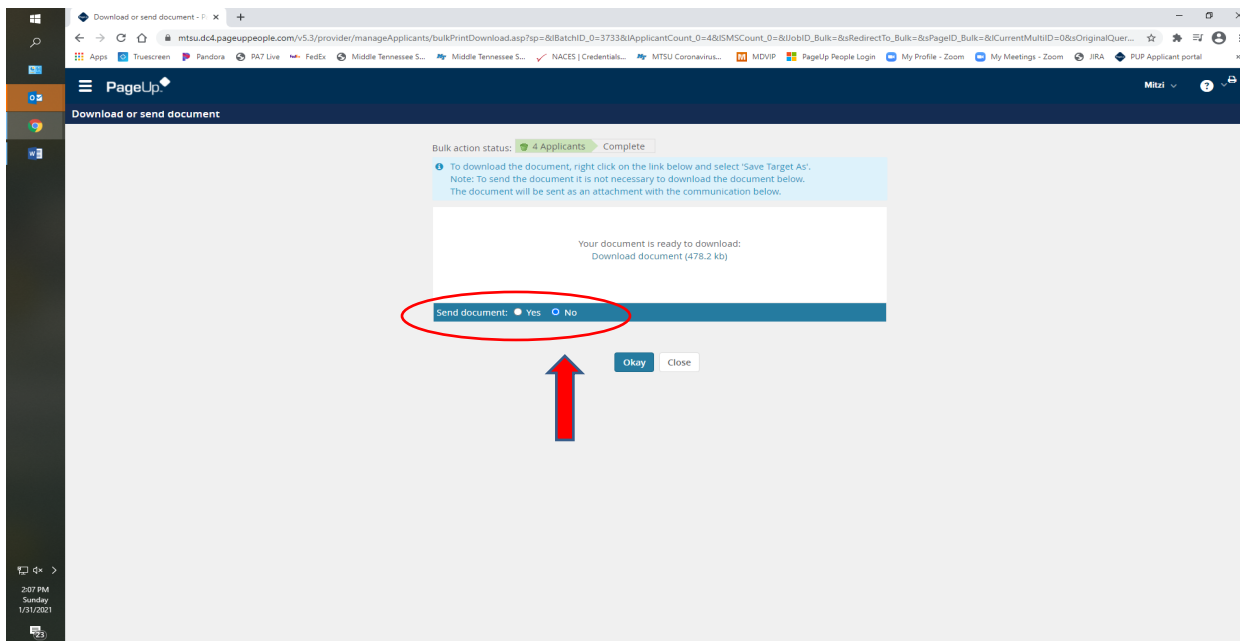 Download or send document - P
mtsu.dc4.pageuppeople.com/v5.3/provider/manageApplicants/bulkPrintDownload.asp?sp=&lBatchID_0=3733&lApplicantCount_0=4&lSMSCount_0=&lJobID_Bulk=&sRedirectTo_Bulk=&sPageID_Bulk=&lCurrentMultiID=0&sOriginalQuer...
Apps Truescreen Pandora PA7 Live FedEx Middle Tennessee S... Middle Tennessee S... NACES | Credentials... MTSU Coronavirus... MDVIP PageUp People Login My Profile - Zoom My Meetings - Zoom JIRA PUP Applicant portal
PageUp. Mitzi
Download or send document
Bulk action status: 4 Applicants Complete
To download the document, right click on the link below and select 'Save Target As'.
Note: To send the document it is not necessary to download the document below.
The document will be sent as an attachment with the communication below.
Your document is ready to download:
Download document (478.2 kb)
Send document: Yes No
Okay Close
2:07 PM
Sunday
1/31/2021
23